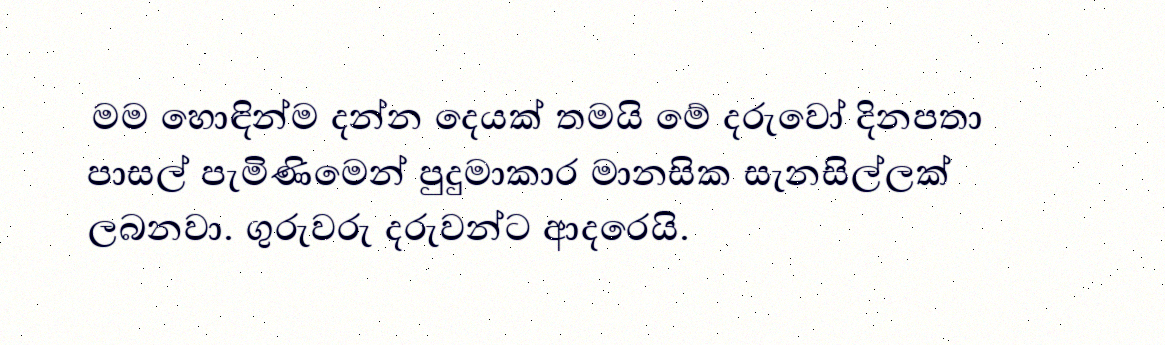 මම හොඳින්ම දන්න දෙයක් තමයි මේ දරුවෝ දිනපතා
පාසල් පැමිණිමෙන් පුදුමාකාර මානසික සැනසිල්ලක්
ලබනවා. ගුරුවරු දරුවන්ට ආදරෙයි.